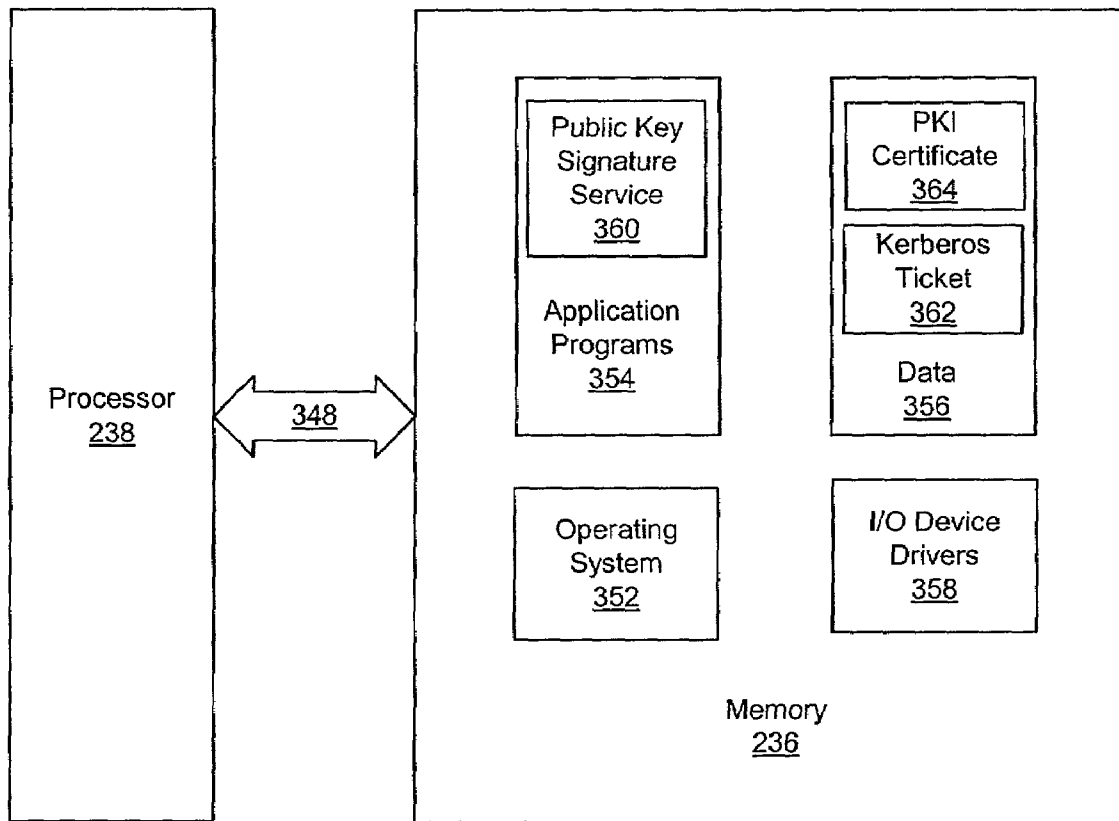 Processor
238
348
Public Key
Signature
Service
360
Application
Programs
354
PKI
Certificate
364
Kerberos
Ticket
362
Data
356
Operating
System
352
I/O Device
Drivers
358
Memory
236